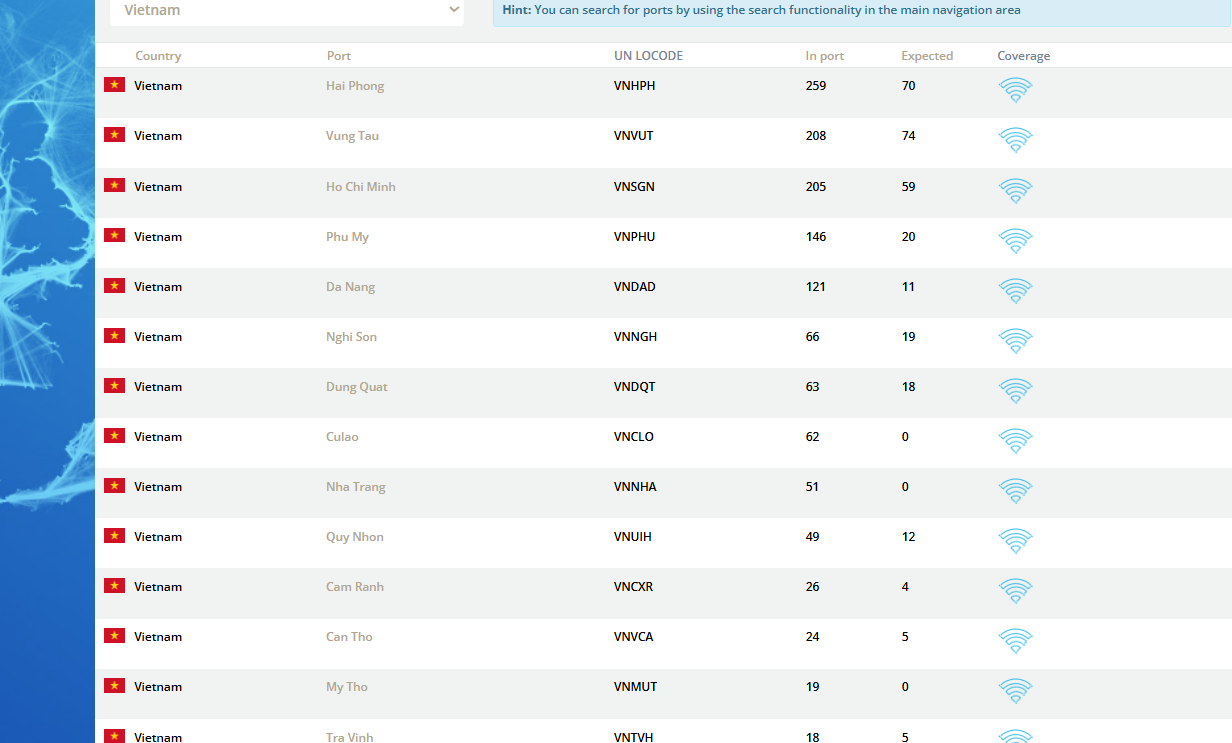 Vietnam
Hint: You can search for ports by using the search functionality in the main navigation area
Country Port UN LOCODE In port Expected Coverage
Vietnam Hai Phong VNHPH 259 70
Vietnam Vung Tau VNVUT 208 74
Vietnam Ho Chi Minh VNSGN 205 59
Vietnam Phu My VNPHU 146 20
Vietnam Da Nang VNDAD 121 11
Vietnam Nghi Son VNNGH 66 19
Vietnam Dung Quat VNDQT 63 18
Vietnam Culao VNCLO 62 0
Vietnam Nha Trang VNNHA 51 0
Vietnam Quy Nhon VNUIH 49 12
Vietnam Cam Ranh VNCXR 26 4
Vietnam Can Tho VNVCA 24 5
Vietnam My Tho VNMUT 19 0
Vietnam Tra Vinh VNTVH 18 5